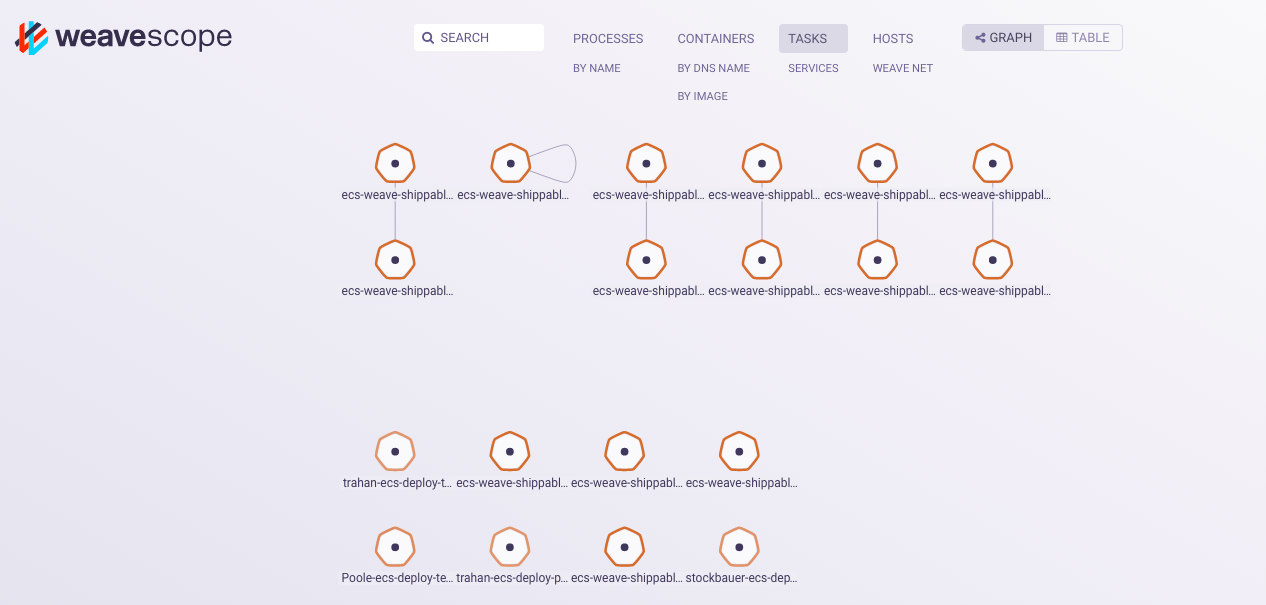 weavescope
SEARCH
PROCESSES CONTAINERS TASKS HOSTS
GRAPH TABLE
BY NAME BY DNS NAME SERVICES WEAVE NET
BY IMAGE
ecs-weave-shippabl... ecs-weave-shippabl... ecs-weave-shippabl... ecs-weave-shippabl... ecs-weave-shippabl... ecs-weave-shippabl...
ecs-weave-shippabl... ecs-weave-shippabl... ecs-weave-shippabl... ecs-weave-shippabl... ecs-weave-shippabl...
trahan-ecs-deploy-t... ecs-weave-shippabl... ecs-weave-shippabl... ecs-weave-shippabl...
Poole-ecs-deploy-te... trahan-ecs-deploy-p... ecs-weave-shippabl... stockbauer-ecs-dep...